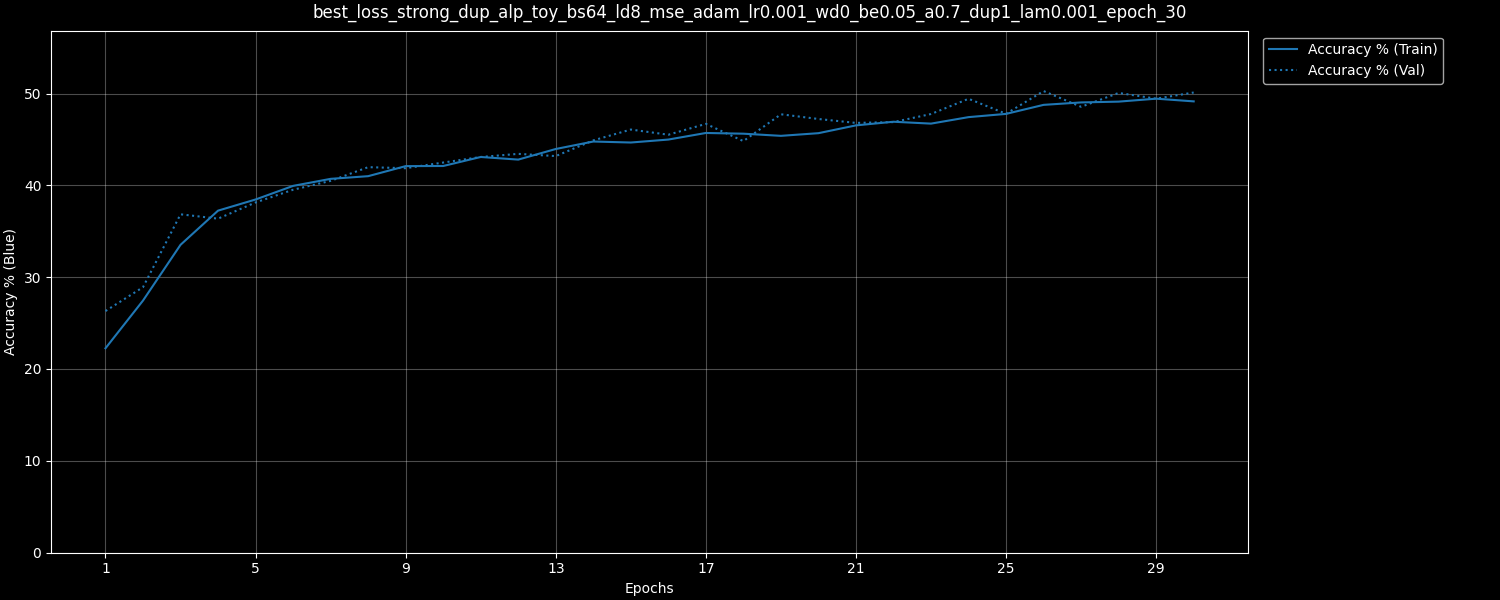 best_loss_strong_dup_alp_toy_bs64_ld8_mse_adam_lr0.001_wd0_be0.05_a0.7_dup1_lam0.001_epoch_30
Accuracy % (Train)
Accuracy % (Val)
Accuracy % (Blue)
50
40
30
20
10
0
1 5 9 13 17 21 25 29
Epochs